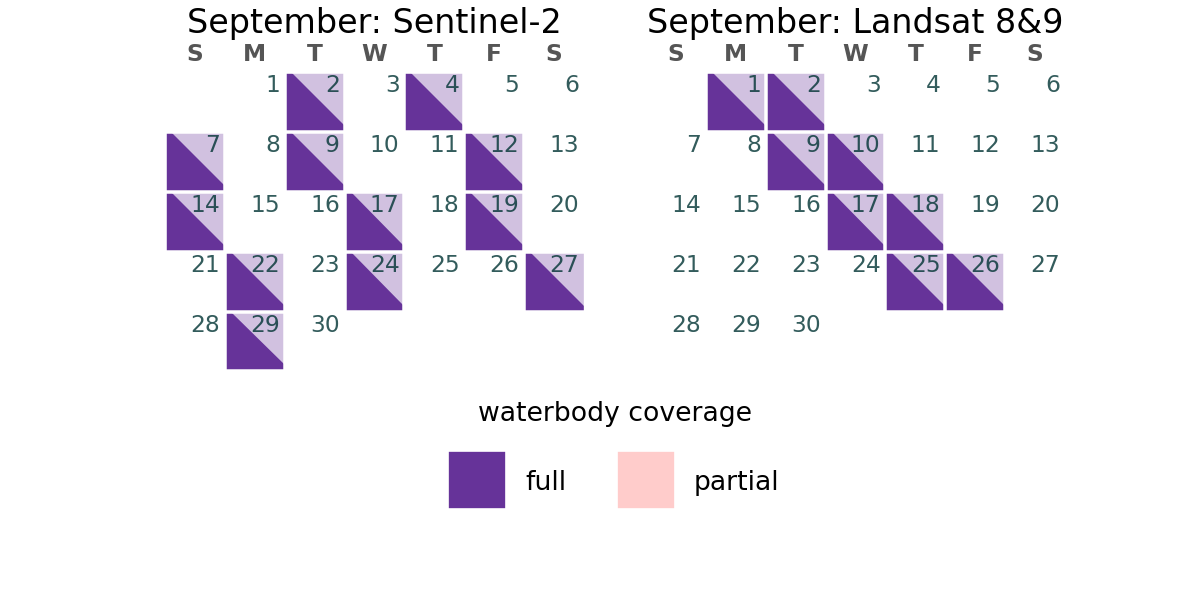 September: Sentinel-2
S M T W T F S
1 2 3 4 5 6
7 8 9 10 11 12 13
14 15 16 17 18 19 20
21 22 23 24 25 26 27
28 29 30
September: Landsat 8&9
S M T W T F S
1 2 3 4 5 6
7 8 9 10 11 12 13
14 15 16 17 18 19 20
21 22 23 24 25 26 27
28 29 30
waterbody coverage
full partial